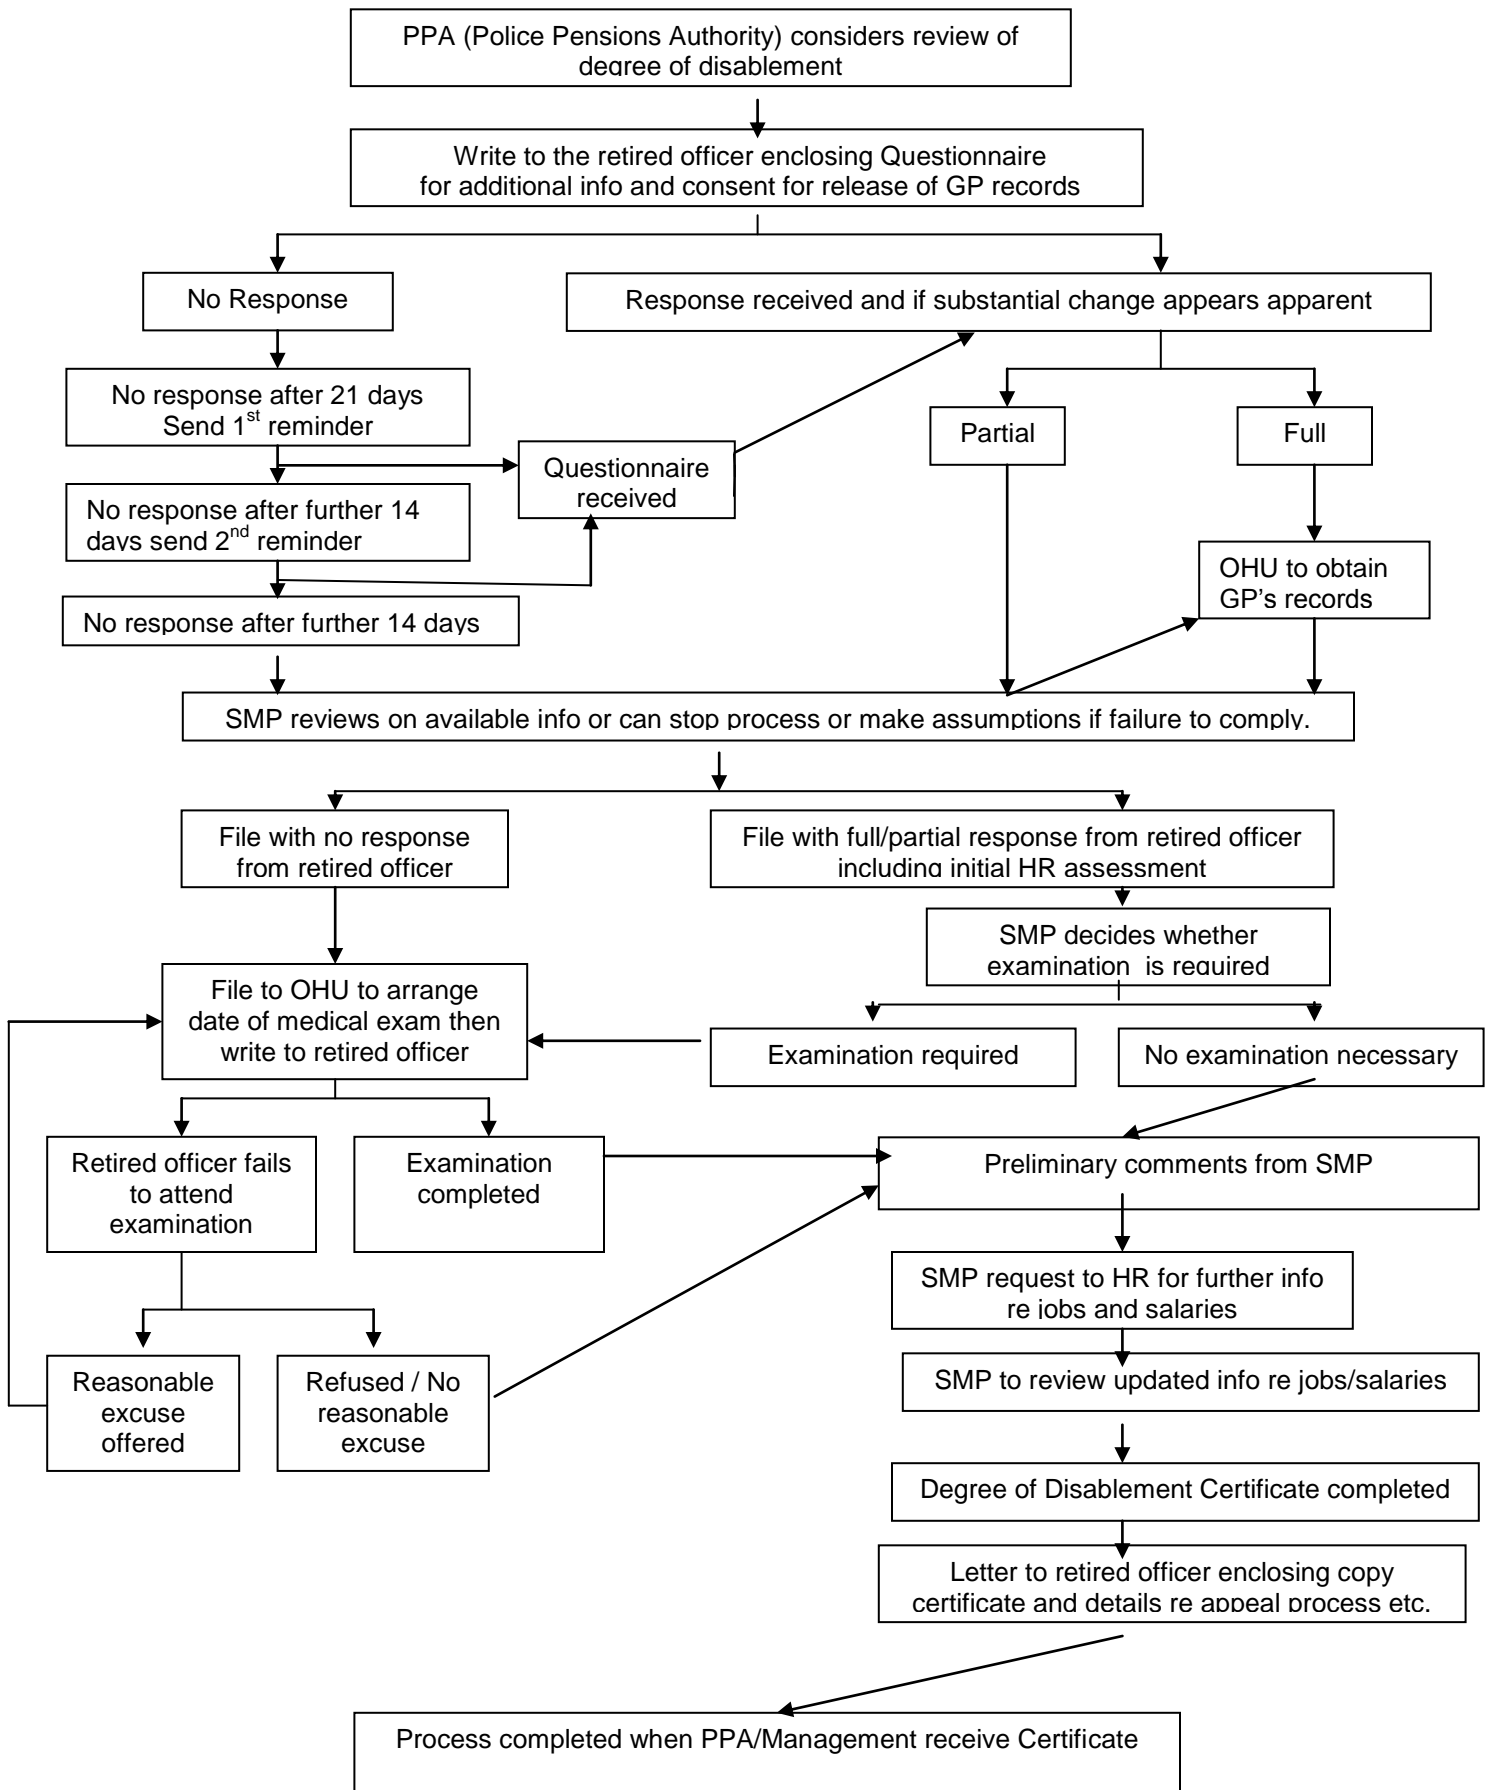 PPA (Police Pensions Authority) considers review of
degree of disablement
Write to the retired officer enclosing Questionnaire
for additional info and consent for release of GP records
No Response
Response received and if substantial change appears apparent
No response after 21 days
Send 1st reminder
Partial
Full
Questionnaire
received
No response after further 14
days send 2nd reminder
OHU to obtain
GP's records
No response after further 14 days
SMP reviews on available info or can stop process or make assumptions if failure to comply.
File with no response
from retired officer
File with full/partial response from retired officer
including initial HR assessment
SMP decides whether
examination is required
File to OHU to arrange
date of medical exam then
write to retired officer
Examination required
No examination necessary
Retired officer fails
to attend
examination
Examination
completed
Preliminary comments from SMP
SMP request to HR for further info
re jobs and salaries
Reasonable
excuse
offered
Refused / No
reasonable
excuse
SMP to review updated info re jobs/salaries
Degree of Disablement Certificate completed
Letter to retired officer enclosing copy
certificate and details re appeal process etc.
Process completed when PPA/Management receive Certificate